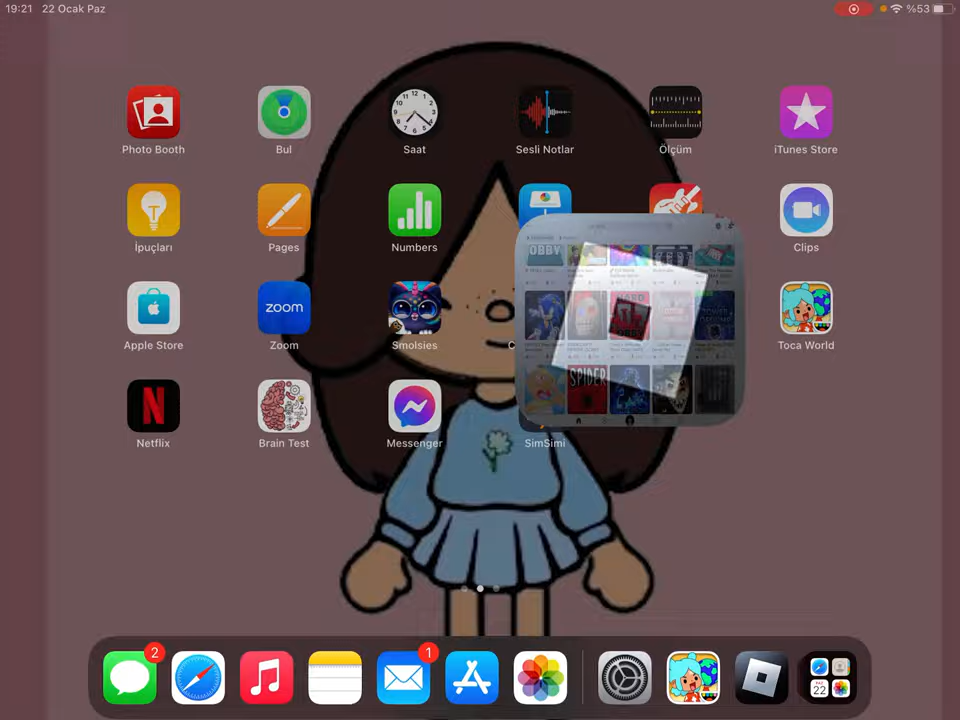 19:21 22 Ocak Paz
%53
Photo Booth
Bul
Saat
Sesli Notlar
Ölçüm
iTunes Store
İpuçları
Pages
Numbers
Clips
Apple Store
zoom
Zoom
Smolsies
Toca World
OBBY
HARD
SPIDER
Netflix
Brain Test
Messenger
SimSimi
2
1
PAZ
22